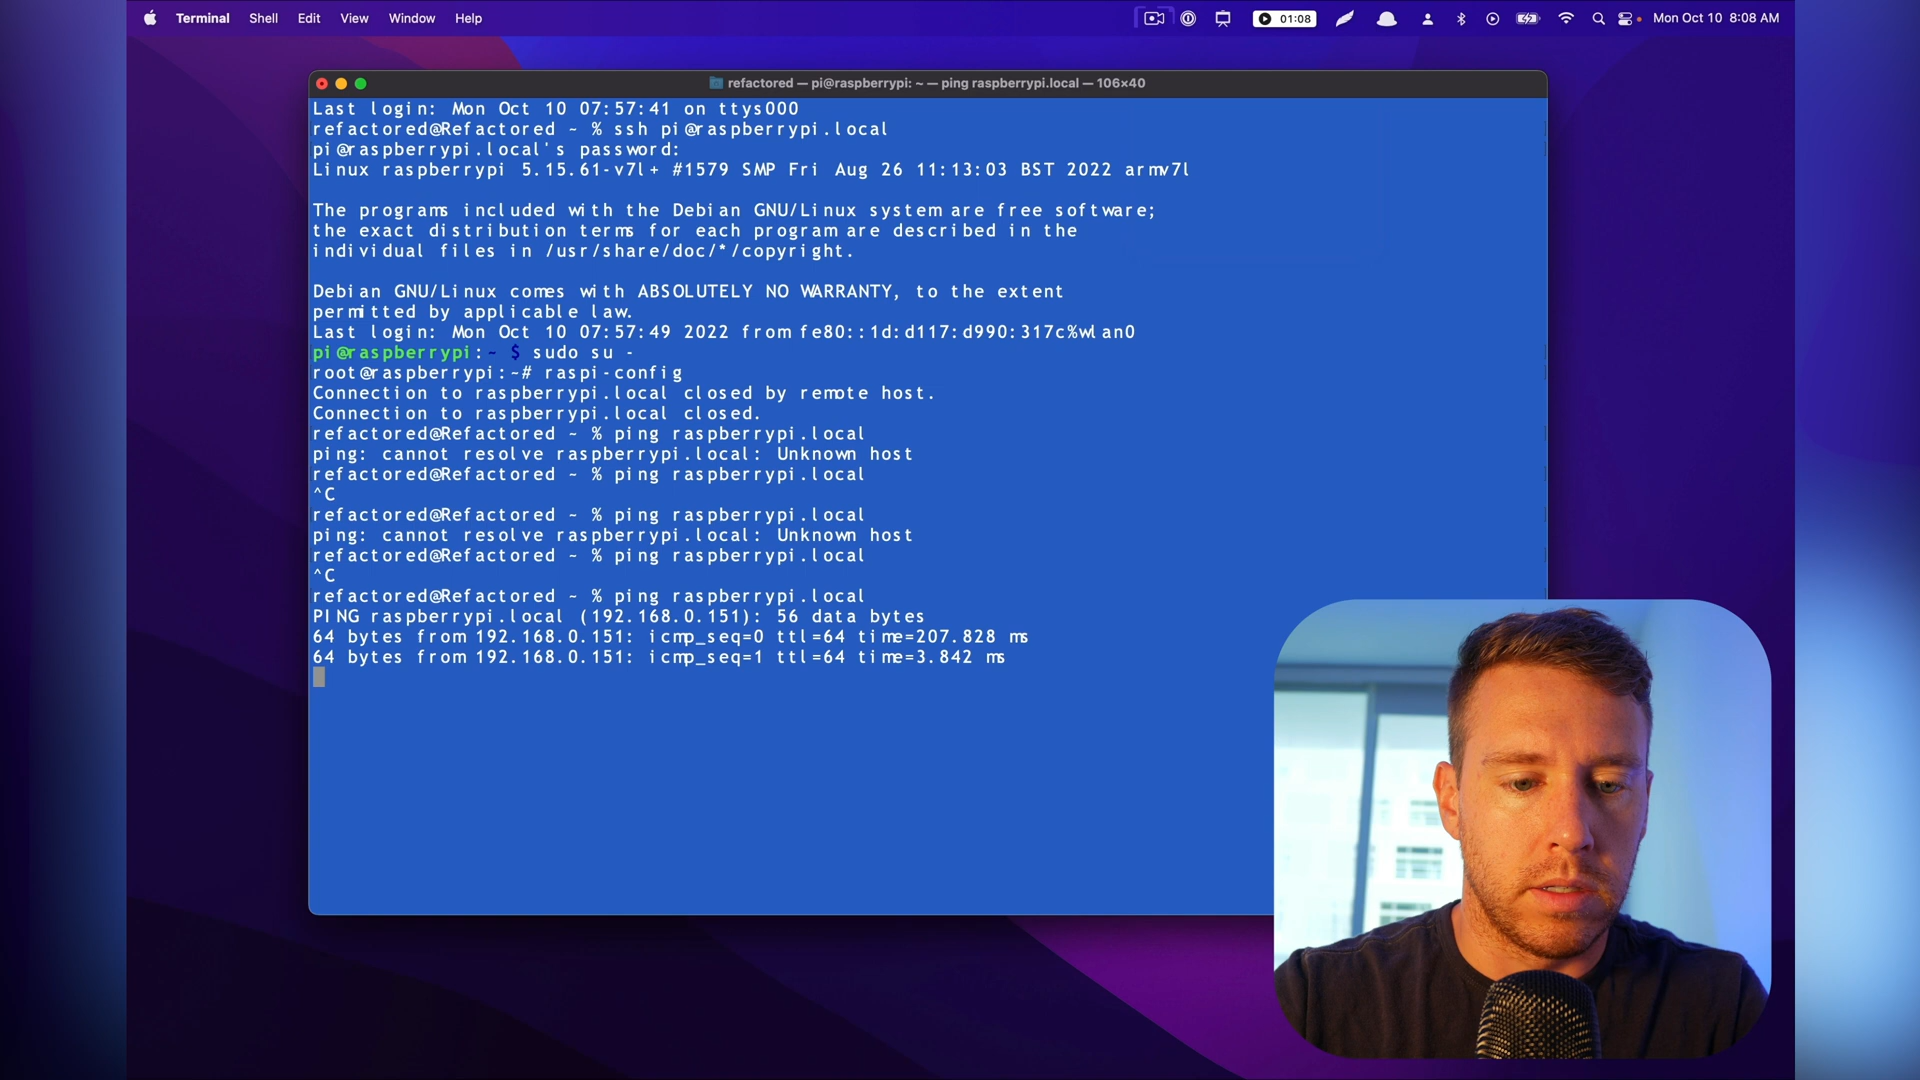 Terminal Shell Edit View Window Help 01:08 Mon Oct 10 8:08 AM
refactored — pi@raspberrypi: ~ — ping raspberrypi.local — 106×40
Last login: Mon Oct 10 07:57:41 on ttys000
refactored@Refactored ~ % ssh pi@raspberrypi.local
pi@raspberrypi.local's password:
Linux raspberrypi 5.15.61-v7l+ #1579 SMP Fri Aug 26 11:13:03 BST 2022 armv7l
The programs included with the Debian GNU/Linux system are free software;
the exact distribution terms for each program are described in the
individual files in /usr/share/doc/*/copyright.
Debian GNU/Linux comes with ABSOLUTELY NO WARRANTY, to the extent
permitted by applicable law.
Last login: Mon Oct 10 07:57:49 2022 from fe80::1d:d117:d990:317c%wlan0
pi@raspberrypi:~ $ sudo su -
root@raspberrypi:~# raspi-config
Connection to raspberrypi.local closed by remote host.
Connection to raspberrypi.local closed.
refactored@Refactored ~ % ping raspberrypi.local
ping: cannot resolve raspberrypi.local: Unknown host
refactored@Refactored ~ % ping raspberrypi.local
^C
refactored@Refactored ~ % ping raspberrypi.local
ping: cannot resolve raspberrypi.local: Unknown host
refactored@Refactored ~ % ping raspberrypi.local
^C
refactored@Refactored ~ % ping raspberrypi.local
PING raspberrypi.local (192.168.0.151): 56 data bytes
64 bytes from 192.168.0.151: icmp_seq=0 ttl=64 time=207.828 ms
64 bytes from 192.168.0.151: icmp_seq=1 ttl=64 time=3.842 ms